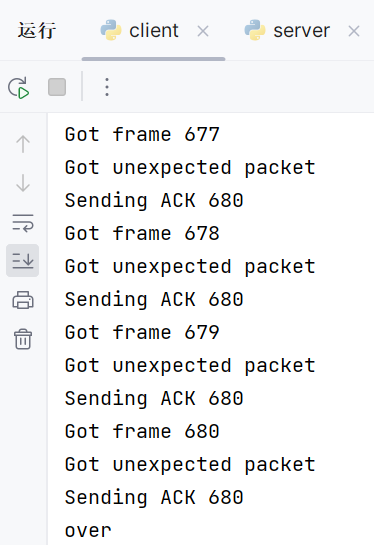 运行 client server
Got frame 677
Got unexpected packet
Sending ACK 680
Got frame 678
Got unexpected packet
Sending ACK 680
Got frame 679
Got unexpected packet
Sending ACK 680
Got frame 680
Got unexpected packet
Sending ACK 680
over